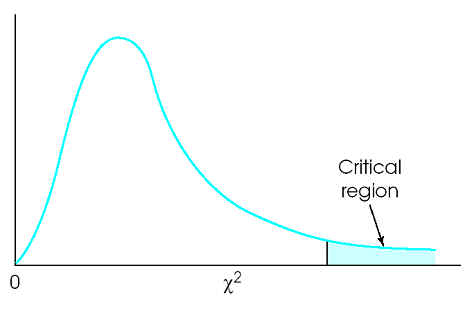 Critical
region
0
χ²